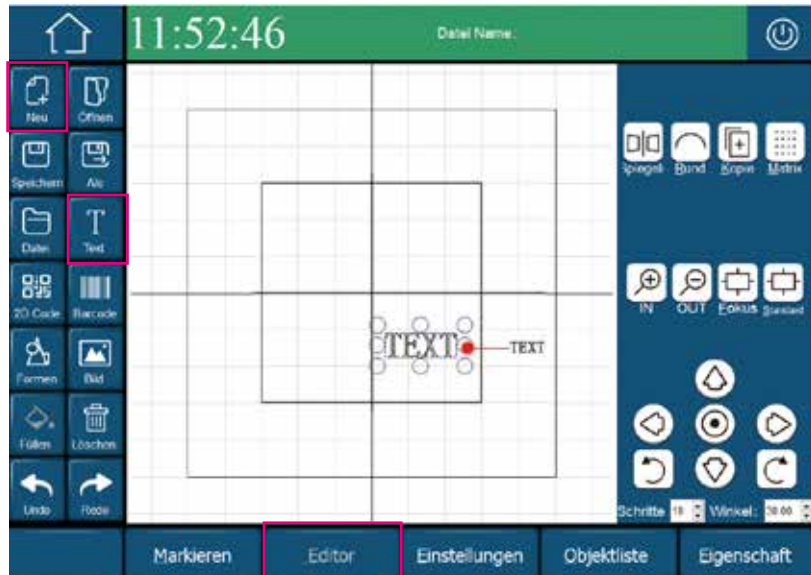 11:52:46
Datei Name:
Neu
Öffnen
Speichern
Als
Datei
T
Text
2D Code
Barcode
Formen
Bild
Füllen
Löschen
Undo
Redo
TEXT
TEXT
Spiegeln
Rund
Kopie
Matrix
IN
OUT
Fokus
Standard
Schritte 10 Winkel:
Markieren
Editor
Einstellungen
Objektliste
Eigenschaft